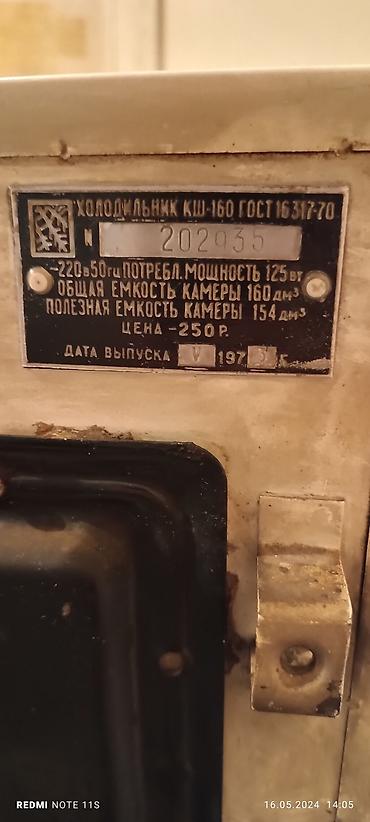 ХОЛОДИЛЬНИК КШ-160 ГОСТ 16317-70
N 202935
~220в 50гц ПОТРЕБЛ. МОЩНОСТЬ 125 вт
ОБЩАЯ ЕМКОСТЬ КАМЕРЫ 160 дм³
ПОЛЕЗНАЯ ЕМКОСТЬ КАМЕРЫ 154 дм³
ЦЕНА -250 Р.
ДАТА ВЫПУСКА V 197 г.
REDMI NOTE 11S
16.05.2024 14:05